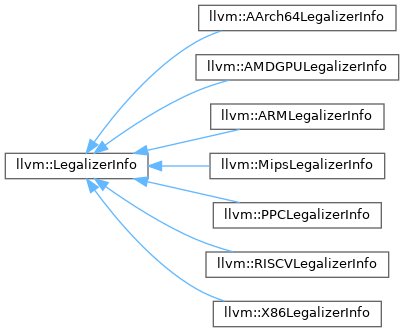 llvm::AArch64LegalizerInfo
llvm::AMDGPULegalizerInfo
llvm::ARMLegalizerInfo
llvm::LegalizerInfo
llvm::MipsLegalizerInfo
llvm::PPCLegalizerInfo
llvm::RISCVLegalizerInfo
llvm::X86LegalizerInfo